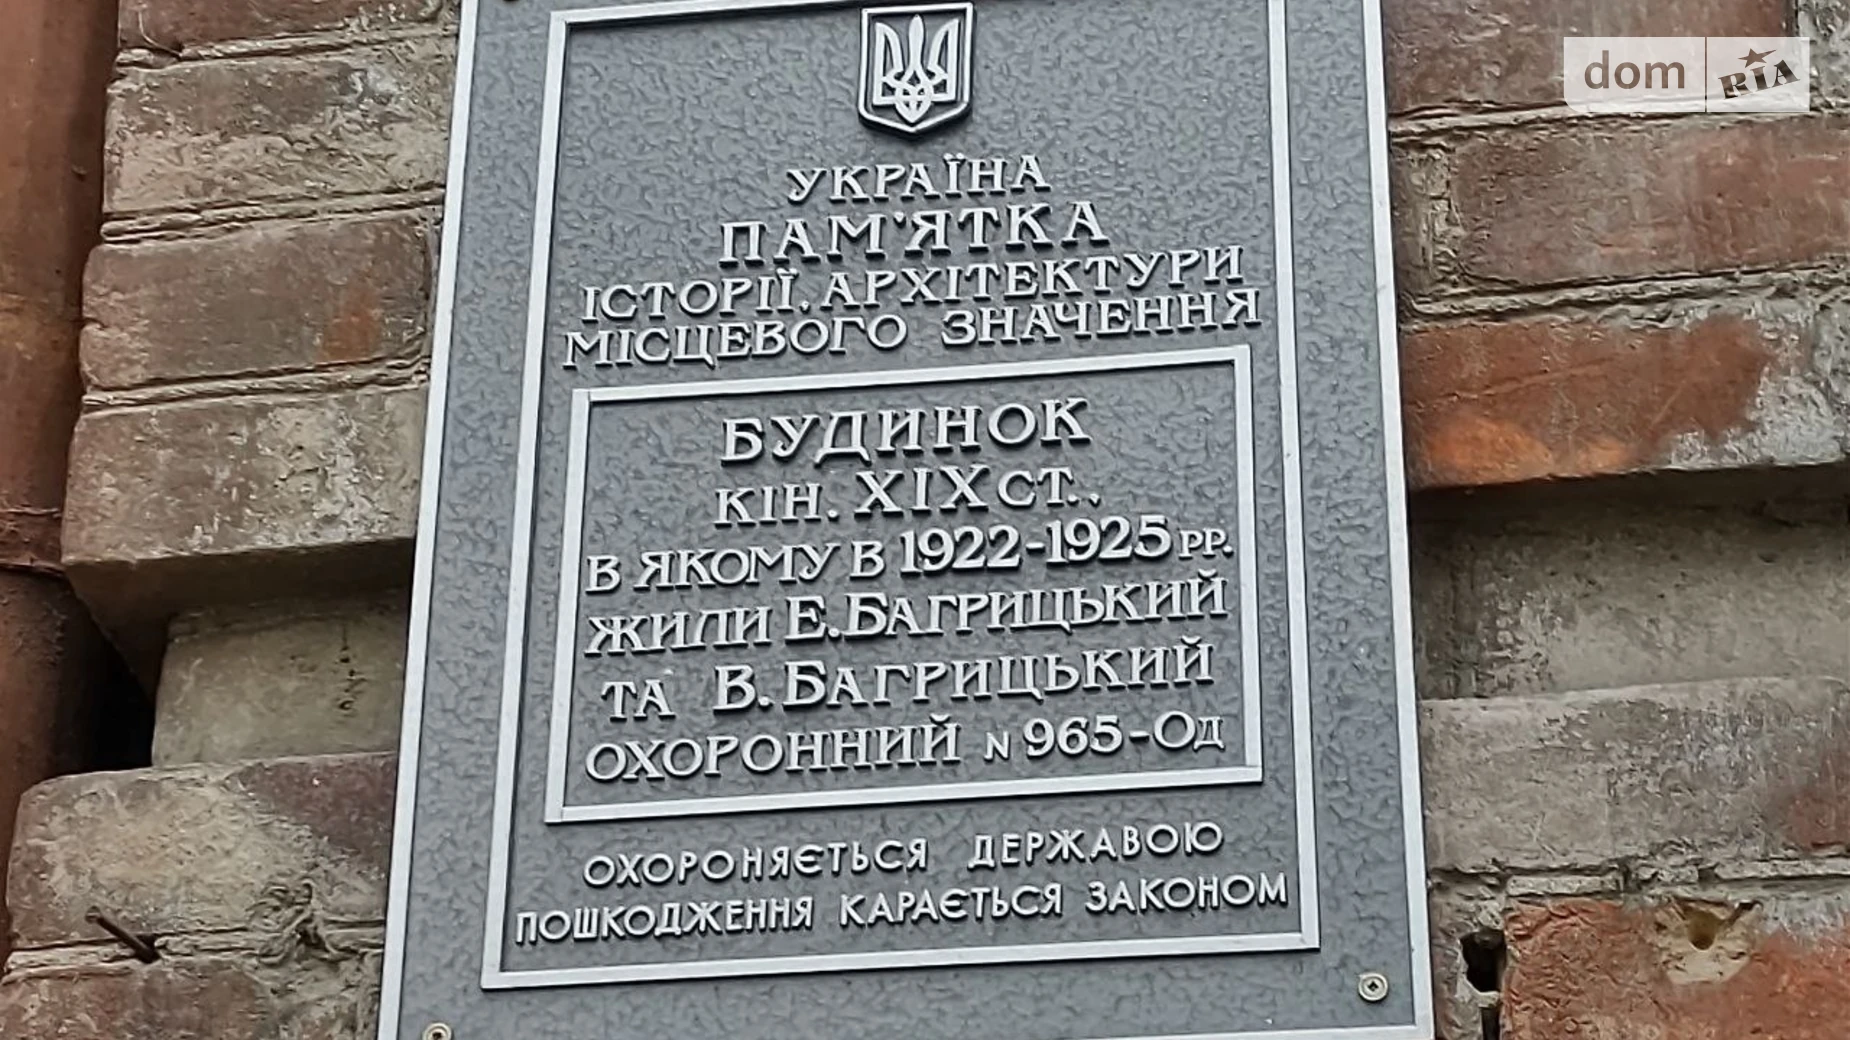 dom RIA
УКРАЇНА
ПАМ'ЯТКА
ІСТОРІЇ, АРХІТЕКТУРИ
МІСЦЕВОГО ЗНАЧЕННЯ
БУДИНОК
КІН. XIX СТ.,
В ЯКОМУ В 1922-1925 РР.
ЖИЛИ Е. БАГРИЦЬКИЙ
ТА В. БАГРИЦЬКИЙ
ОХОРОННИЙ N 965-Од
ОХОРОНЯЄТЬСЯ ДЕРЖАВОЮ
ПОШКОДЖЕННЯ КАРАЄТЬСЯ ЗАКОНОМ